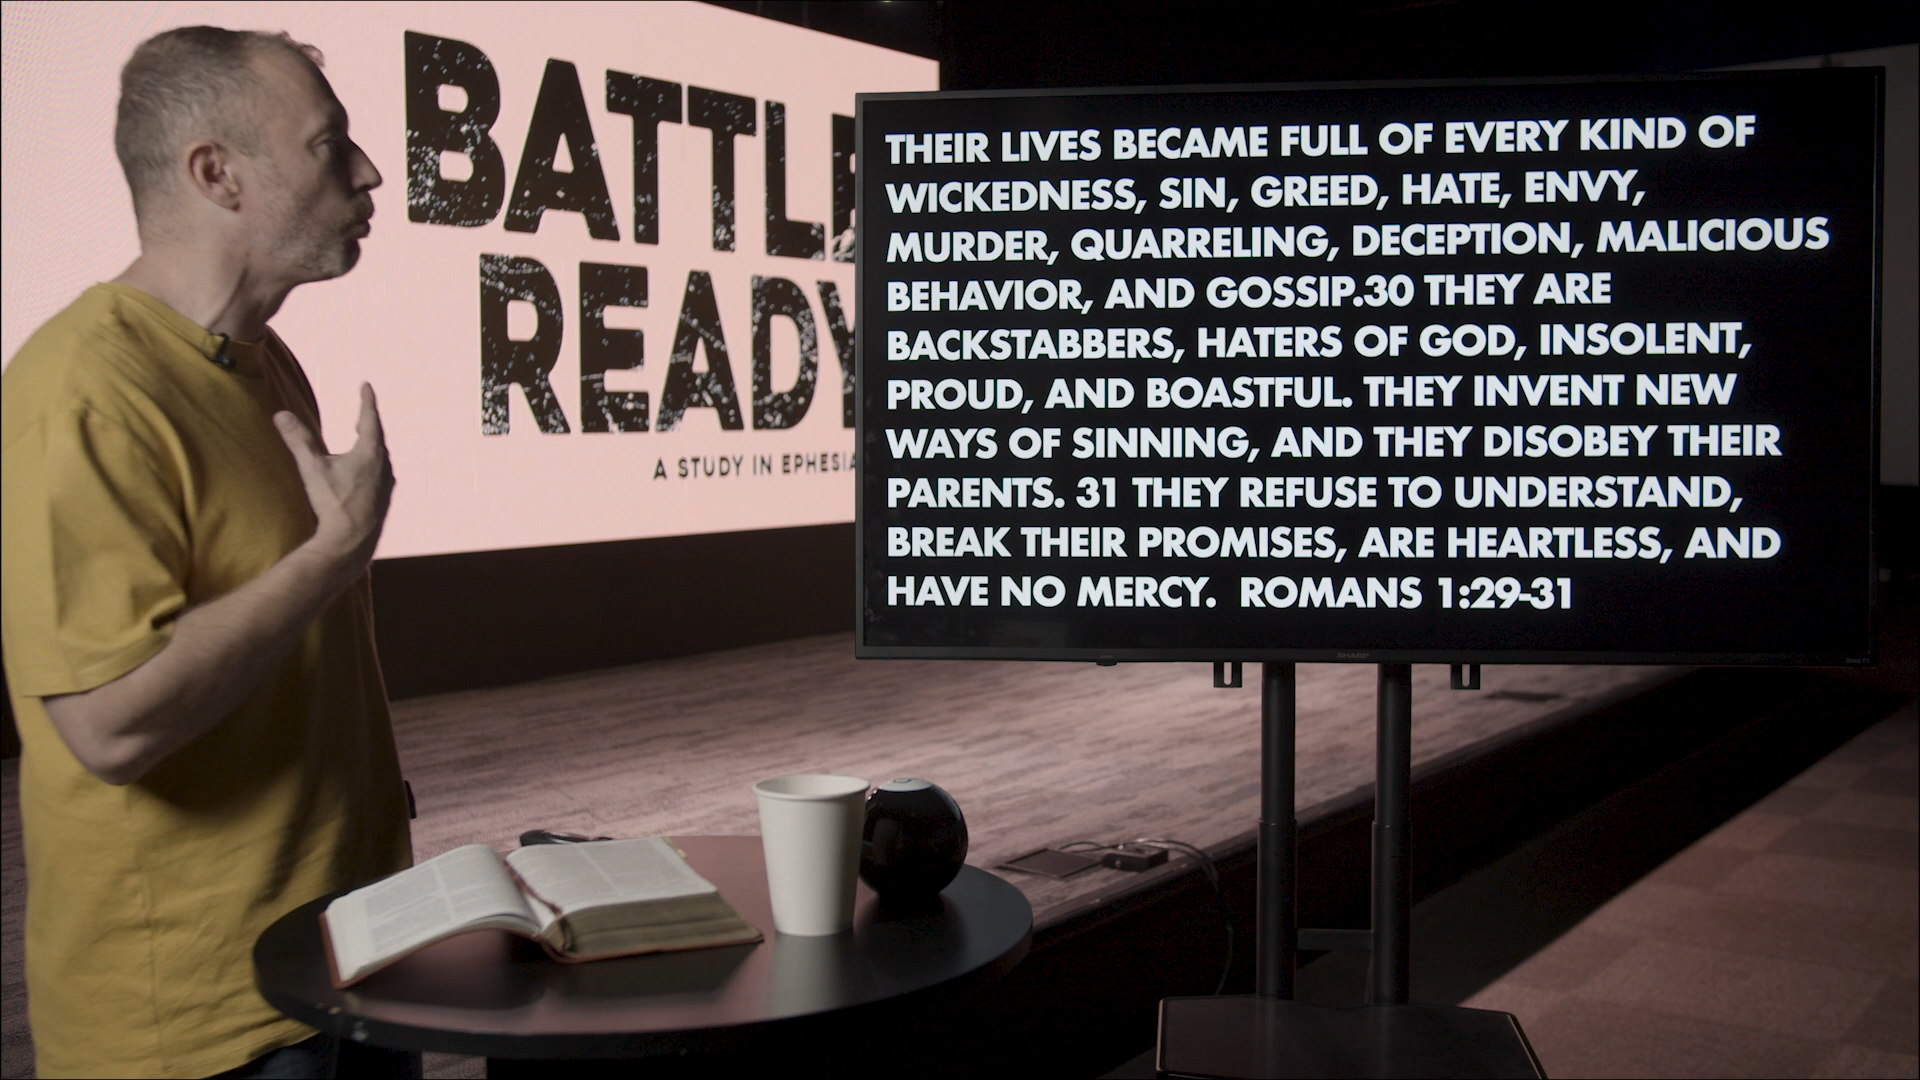 BATTLE
READY
A STUDY IN EPHESIA
THEIR LIVES BECAME FULL OF EVERY KIND OF
WICKEDNESS, SIN, GREED, HATE, ENVY,
MURDER, QUARRELING, DECEPTION, MALICIOUS
BEHAVIOR, AND GOSSIP.30 THEY ARE
BACKSTABBERS, HATERS OF GOD, INSOLENT,
PROUD, AND BOASTFUL. THEY INVENT NEW
WAYS OF SINNING, AND THEY DISOBEY THEIR
PARENTS. 31 THEY REFUSE TO UNDERSTAND,
BREAK THEIR PROMISES, ARE HEARTLESS, AND
HAVE NO MERCY. ROMANS 1:29-31
SHARP